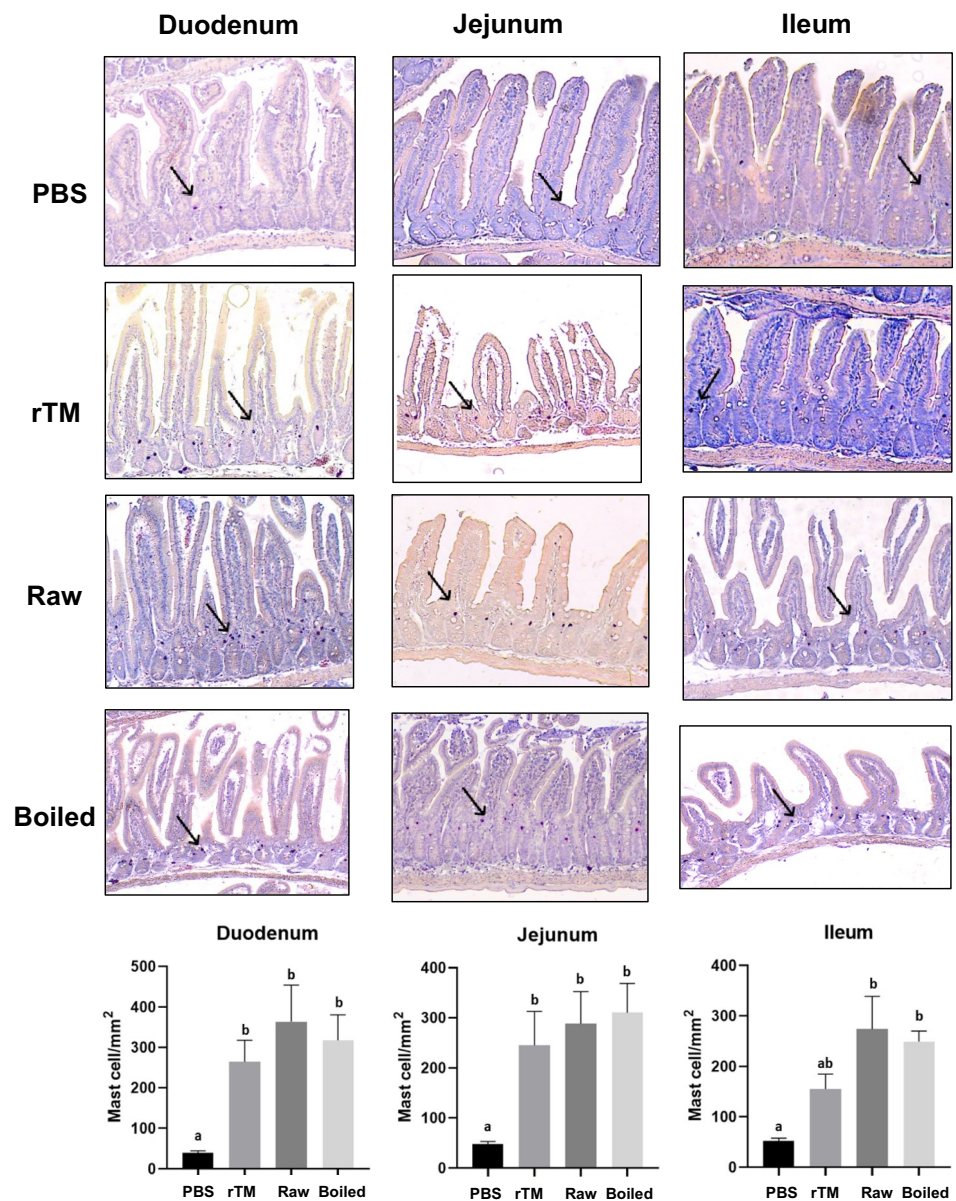 Duodenum Jejunum Ileum
PBS
rTM
Raw
Boiled
Duodenum
Mast cell/mm²
500
400
300
200
100
0
a
b
b
b
PBS rTM Raw Boiled
Jejunum
Mast cell/mm²
400
300
200
100
0
a
b
b
b
PBS rTM Raw Boiled
Ileum
Mast cell/mm²
400
300
200
100
0
a
ab
b
b
PBS rTM Raw Boiled